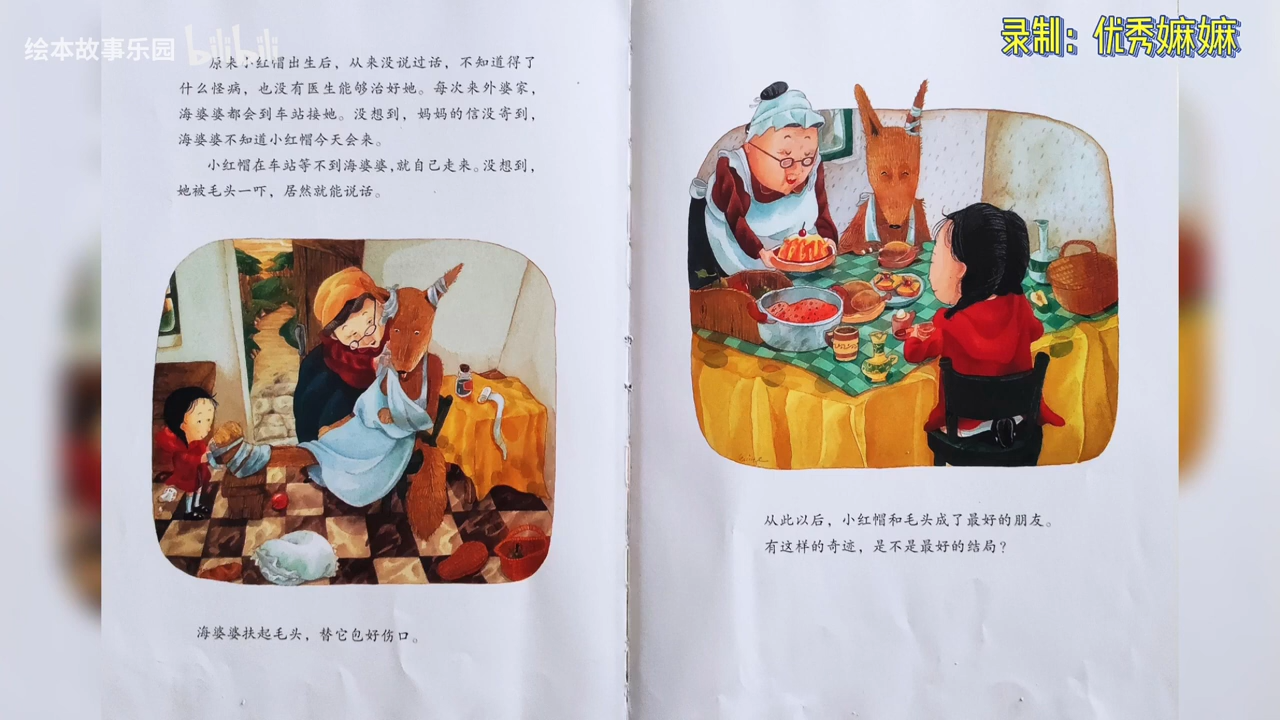 绘本故事乐园 bilibili
录制：优秀嫲嫲
原来小红帽出生后，从来没说过话，不知道得了
什么怪病，也没有医生能够治好她。每次来外婆家，
海婆婆都会到车站接她。没想到，妈妈的信没寄到，
海婆婆不知道小红帽今天会来。
小红帽在车站等不到海婆婆，就自己走来。没想到，
她被毛头一吓，居然就能说话。
海婆婆扶起毛头，替它包好伤口。
从此以后，小红帽和毛头成了最好的朋友。
有这样的奇迹，是不是最好的结局？